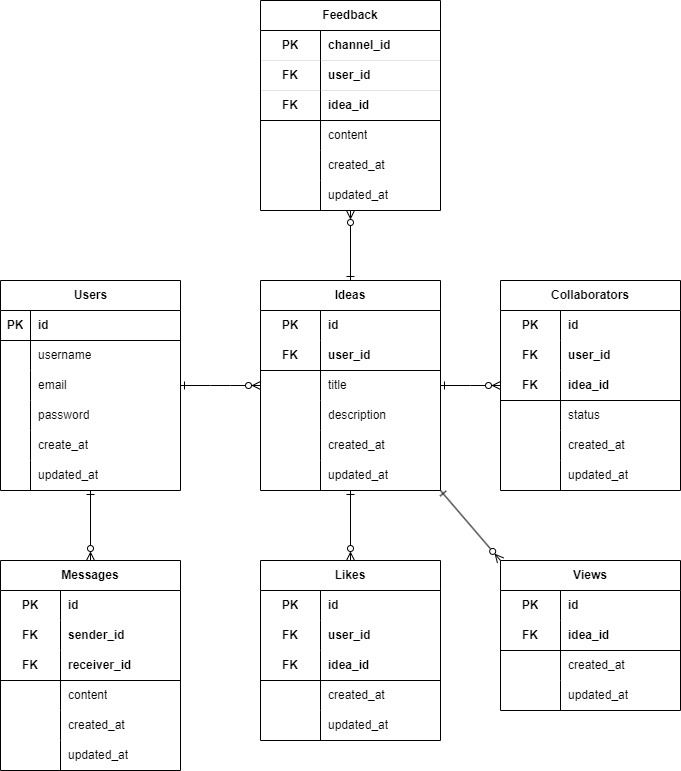 Feedback
PK channel_id
FK user_id
FK idea_id
content
created_at
updated_at
Users
PK id
username
email
password
create_at
updated_at
Ideas
PK id
FK user_id
title
description
created_at
updated_at
Collaborators
PK id
FK user_id
FK idea_id
status
created_at
updated_at
Messages
PK id
FK sender_id
FK receiver_id
content
created_at
updated_at
Likes
PK id
FK user_id
FK idea_id
created_at
updated_at
Views
PK id
FK idea_id
created_at
updated_at